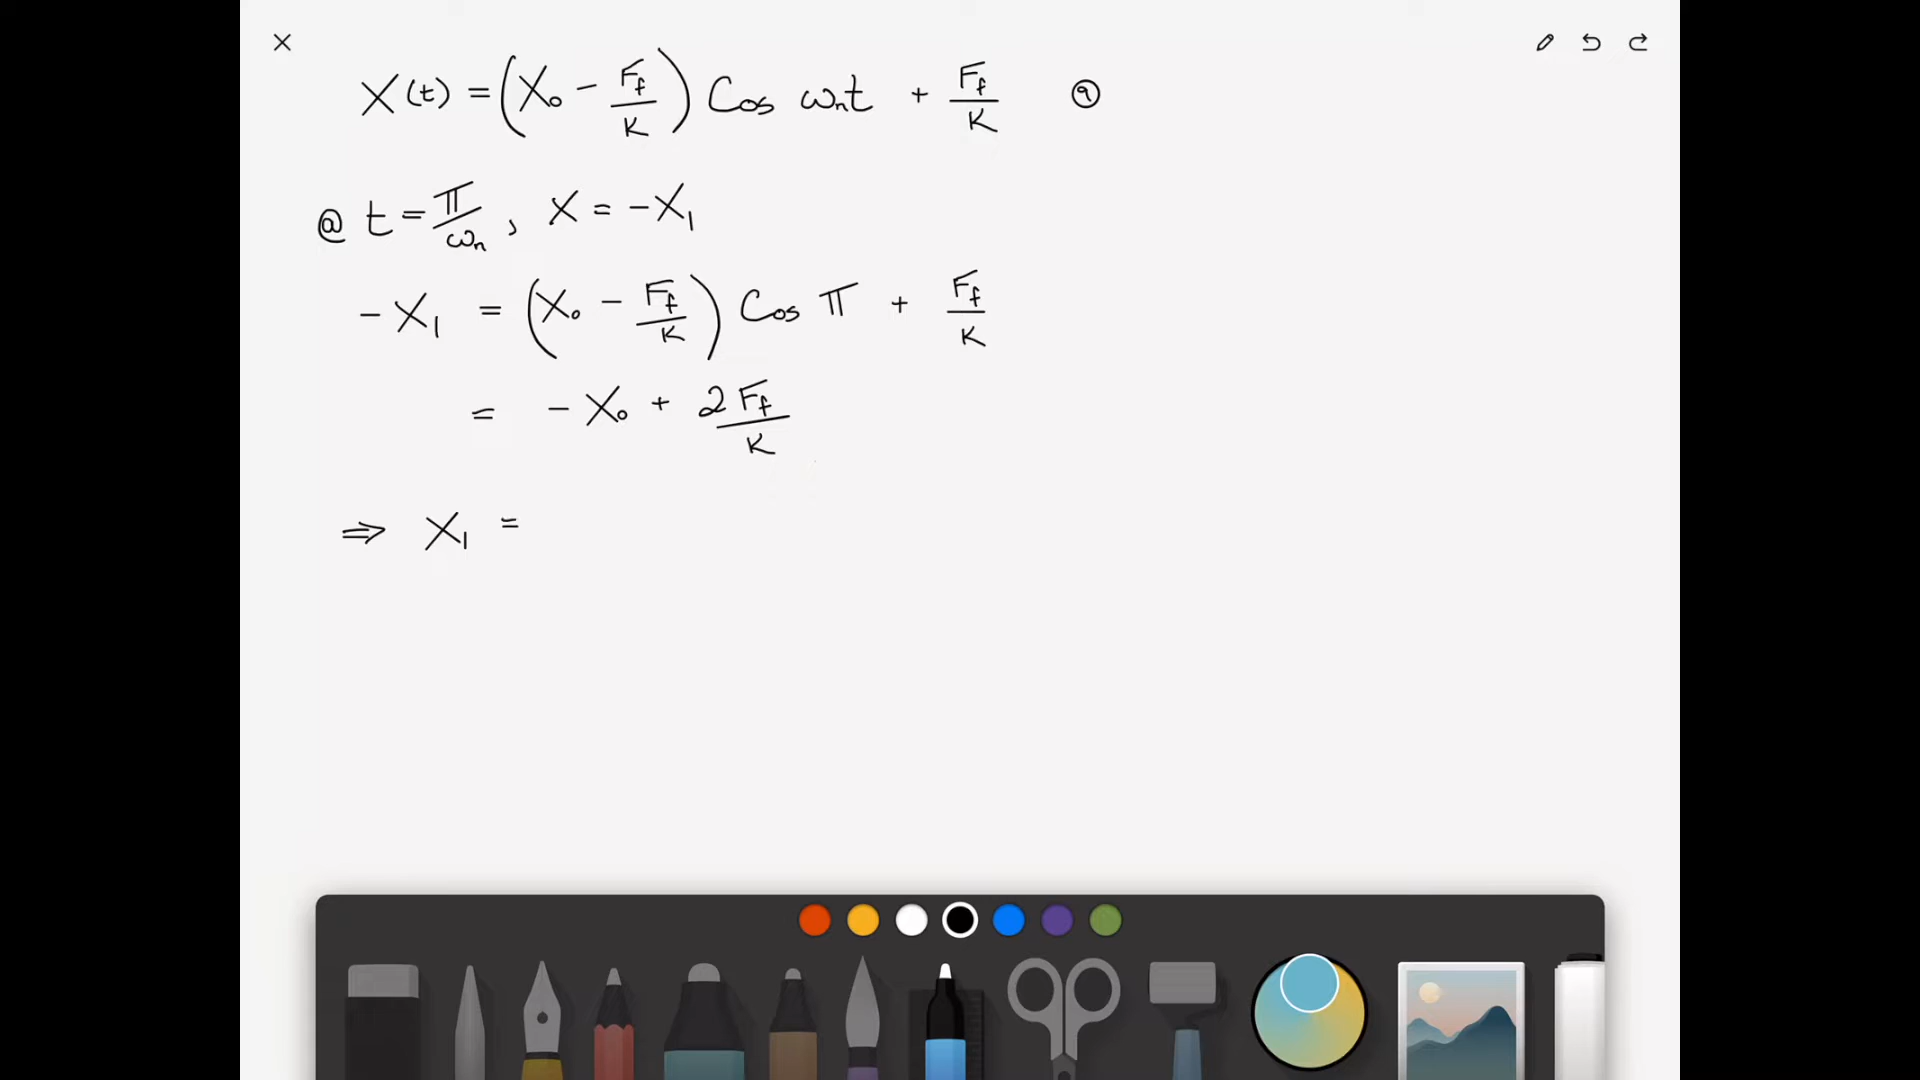 X(t) = (X₀ - F_f/K) Cos ωₙt + F_f/K ⑨
@ t = π/ωₙ, X = -X₁
-X₁ = (X₀ - F_f/K) Cos π + F_f/K
= -X₀ + 2F_f/K
⇒ X₁ =